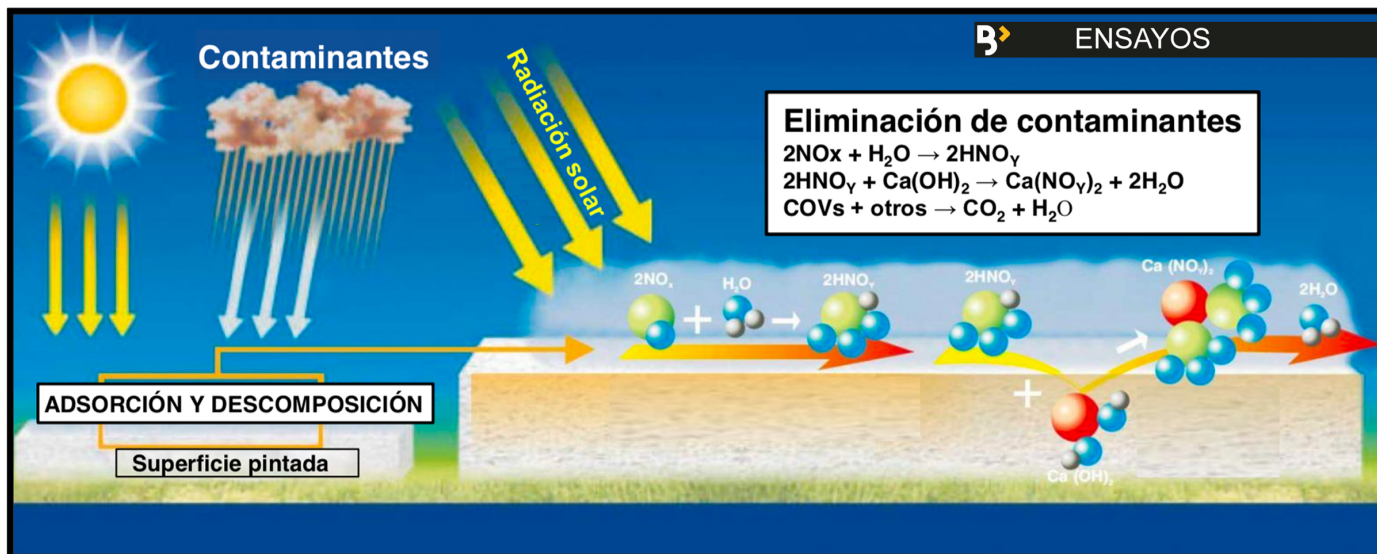 B› ENSAYOS
Contaminantes
Radiación solar
Eliminación de contaminantes
2NOx + H₂O → 2HNOᵧ
2HNOᵧ + Ca(OH)₂ → Ca(NOᵧ)₂ + 2H₂O
COVs + otros → CO₂ + H₂O
2NOₓ + H₂O → 2HNOᵧ
2HNOᵧ
+
Ca (OH)₂
Ca (NOᵧ)₂
2H₂O
ADSORCIÓN Y DESCOMPOSICIÓN
Superficie pintada